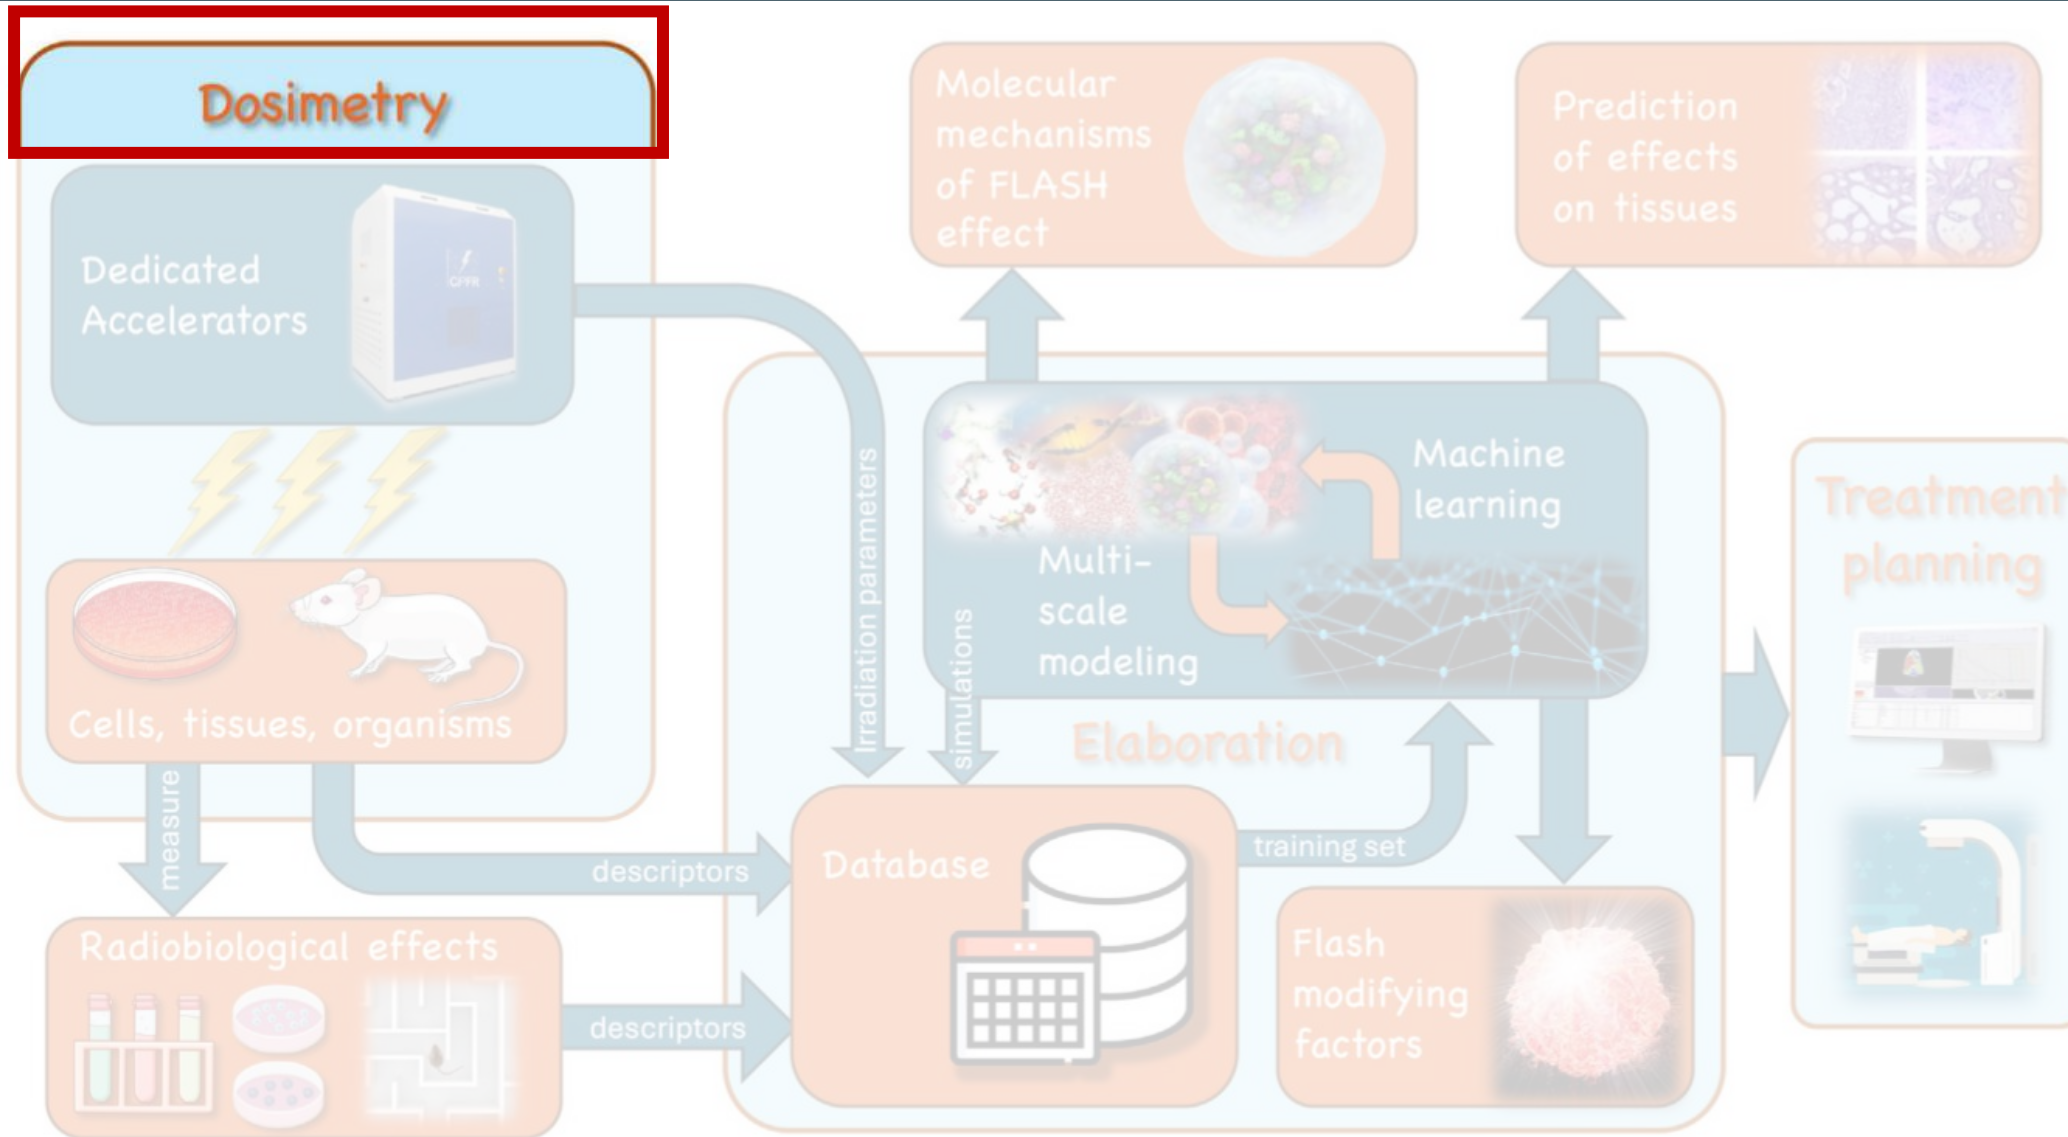 Dosimetry
Dedicated
Accelerators
CPFR
Cells, tissues, organisms
measure
descriptors
Radiobiological effects
descriptors
Irradiation parameters
simulations
Molecular
mechanisms
of FLASH
effect
Prediction
of effects
on tissues
Machine
learning
Multi-
scale
modeling
Elaboration
Database
training set
Flash
modifying
factors
Treatment
planning